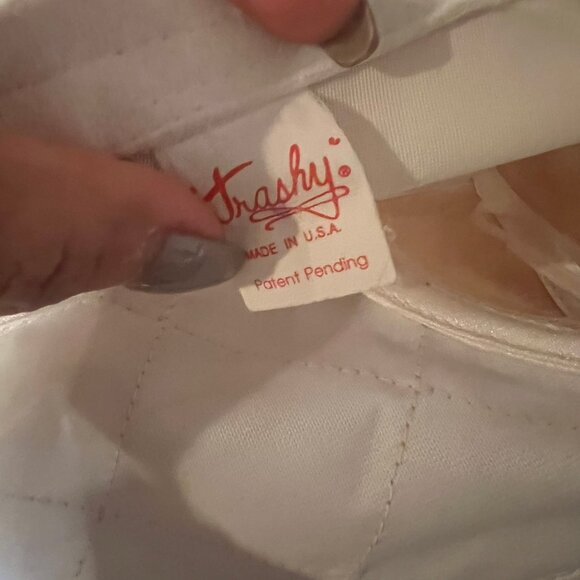 "Trashy"®
MADE IN U.S.A.
Patent Pending